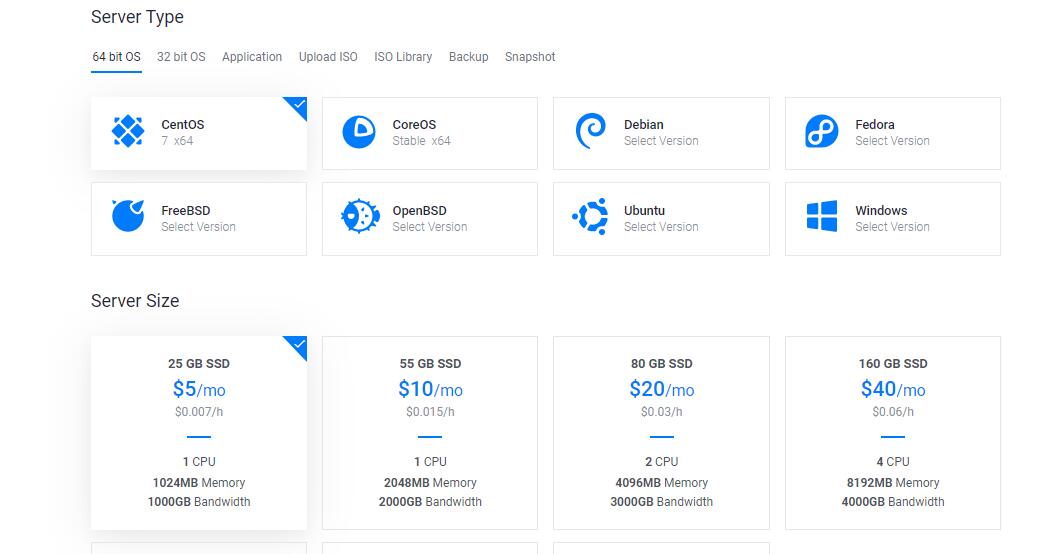 Server Type
64 bit OS 32 bit OS Application Upload ISO ISO Library Backup Snapshot
CentOS
7 x64
CoreOS
Stable x64
Debian
Select Version
Fedora
Select Version
FreeBSD
Select Version
OpenBSD
Select Version
Ubuntu
Select Version
Windows
Select Version
Server Size
25 GB SSD
$5/mo
$0.007/h
1 CPU
1024MB Memory
1000GB Bandwidth
55 GB SSD
$10/mo
$0.015/h
1 CPU
2048MB Memory
2000GB Bandwidth
80 GB SSD
$20/mo
$0.03/h
2 CPU
4096MB Memory
3000GB Bandwidth
160 GB SSD
$40/mo
$0.06/h
4 CPU
8192MB Memory
4000GB Bandwidth